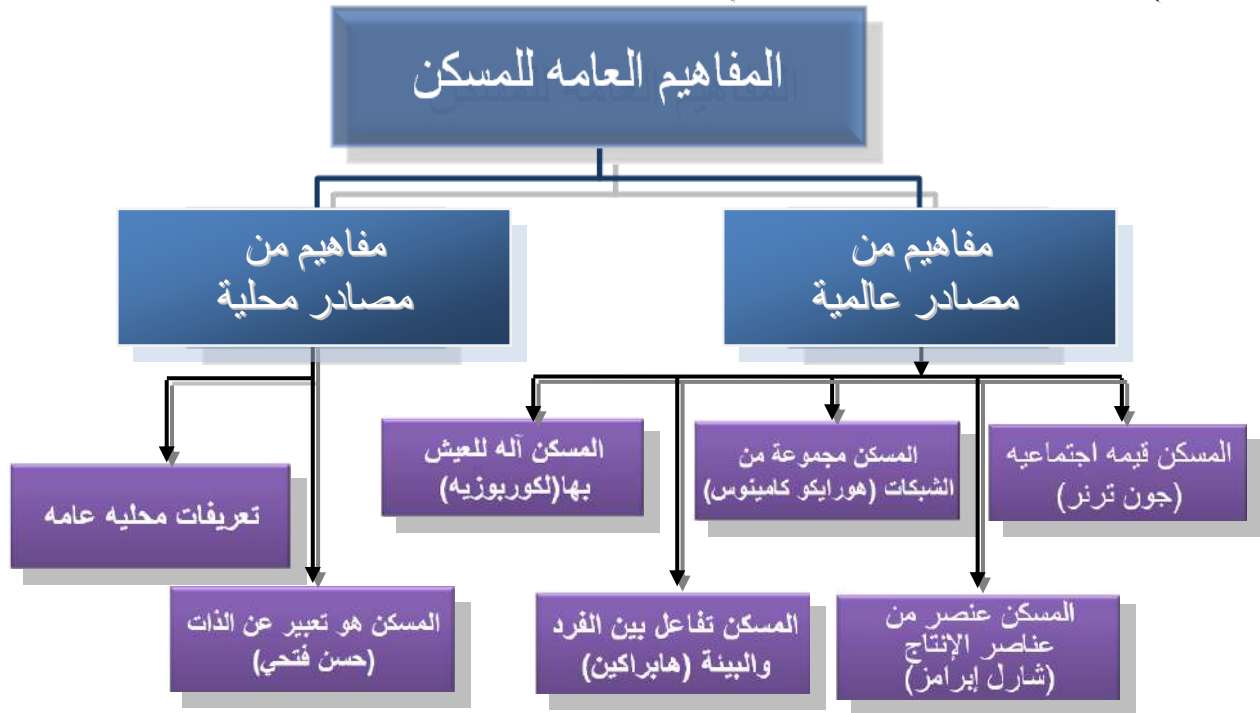 المفاهيم العامه للمسكن
مفاهيم من
مصادر عالمية
مفاهيم من
مصادر محلية
المسكن قيمه اجتماعيه
(جون ترنر)
المسكن مجموعة من
الشبكات (هورايكو كامينوس)
المسكن آله للعيش
بها(لكوربوزيه)
تعريفات محليه عامه
المسكن عنصر من
عناصر الإنتاج
(شارل إبرامز)
المسكن تفاعل بين الفرد
والبيئة (هابراكين)
المسكن هو تعبير عن الذات
(حسن فتحي)